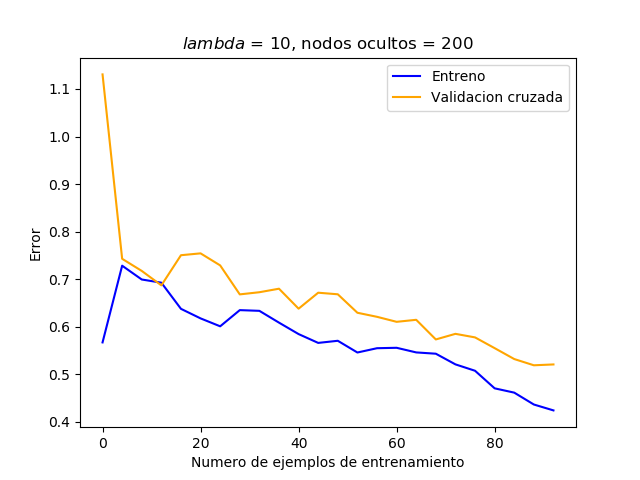 lambda = 10, nodos ocultos = 200
Entreno
Validacion cruzada
1.1
1.0
0.9
0.8
0.7
0.6
0.5
0.4
Error
0 20 40 60 80
Numero de ejemplos de entrenamiento